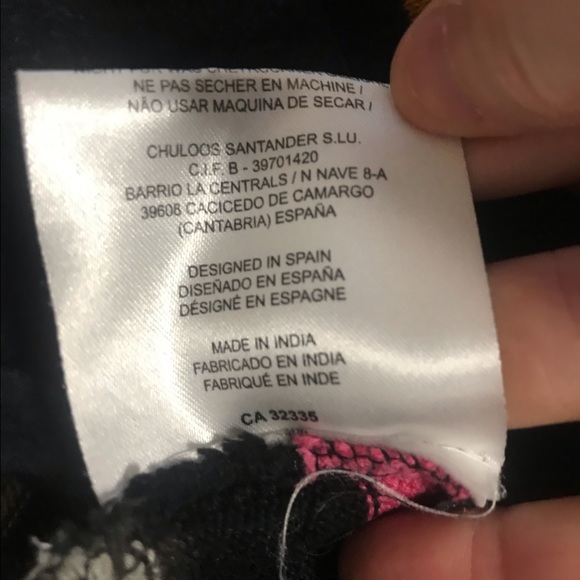 NE PAS SECHER EN MACHINE /
NÃO USAR MAQUINA DE SECAR /
CHULOOS SANTANDER S.LU.
C.I.F. B - 39701420
BARRIO LA CENTRALS / N NAVE 8-A
39608 CACICEDO DE CAMARGO
(CANTABRIA) ESPAÑA
DESIGNED IN SPAIN
DISEÑADO EN ESPAÑA
DÉSIGNÉ EN ESPAGNE
MADE IN INDIA
FABRICADO EN INDIA
FABRIQUÉ EN INDE
CA 32335